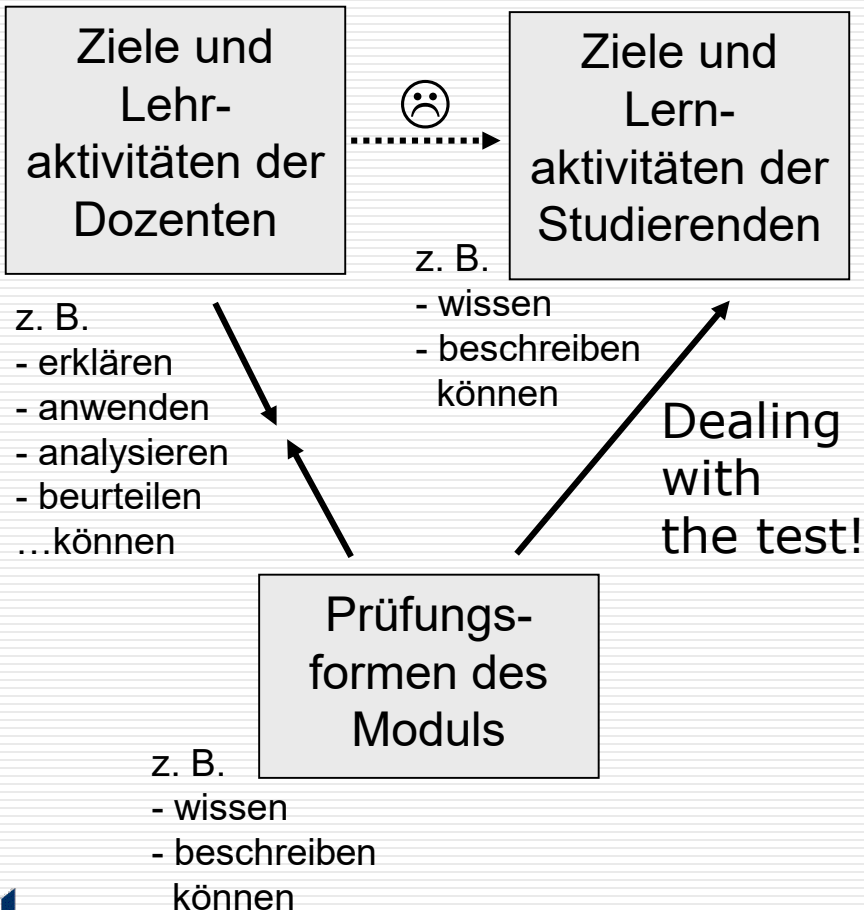 Ziele und
Lehr-
aktivitäten der
Dozenten
Ziele und
Lern-
aktivitäten der
Studierenden
z. B.
- erklären
- anwenden
- analysieren
- beurteilen
…können
z. B.
- wissen
- beschreiben
können
Dealing
with
the test!
Prüfungs-
formen des
Moduls
z. B.
- wissen
- beschreiben
können